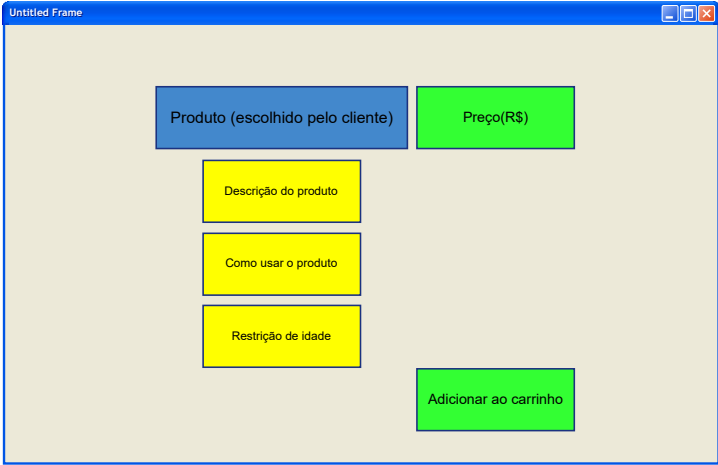 Untitled Frame
Produto (escolhido pelo cliente)
Preço(R$)
Descrição do produto
Como usar o produto
Restrição de idade
Adicionar ao carrinho